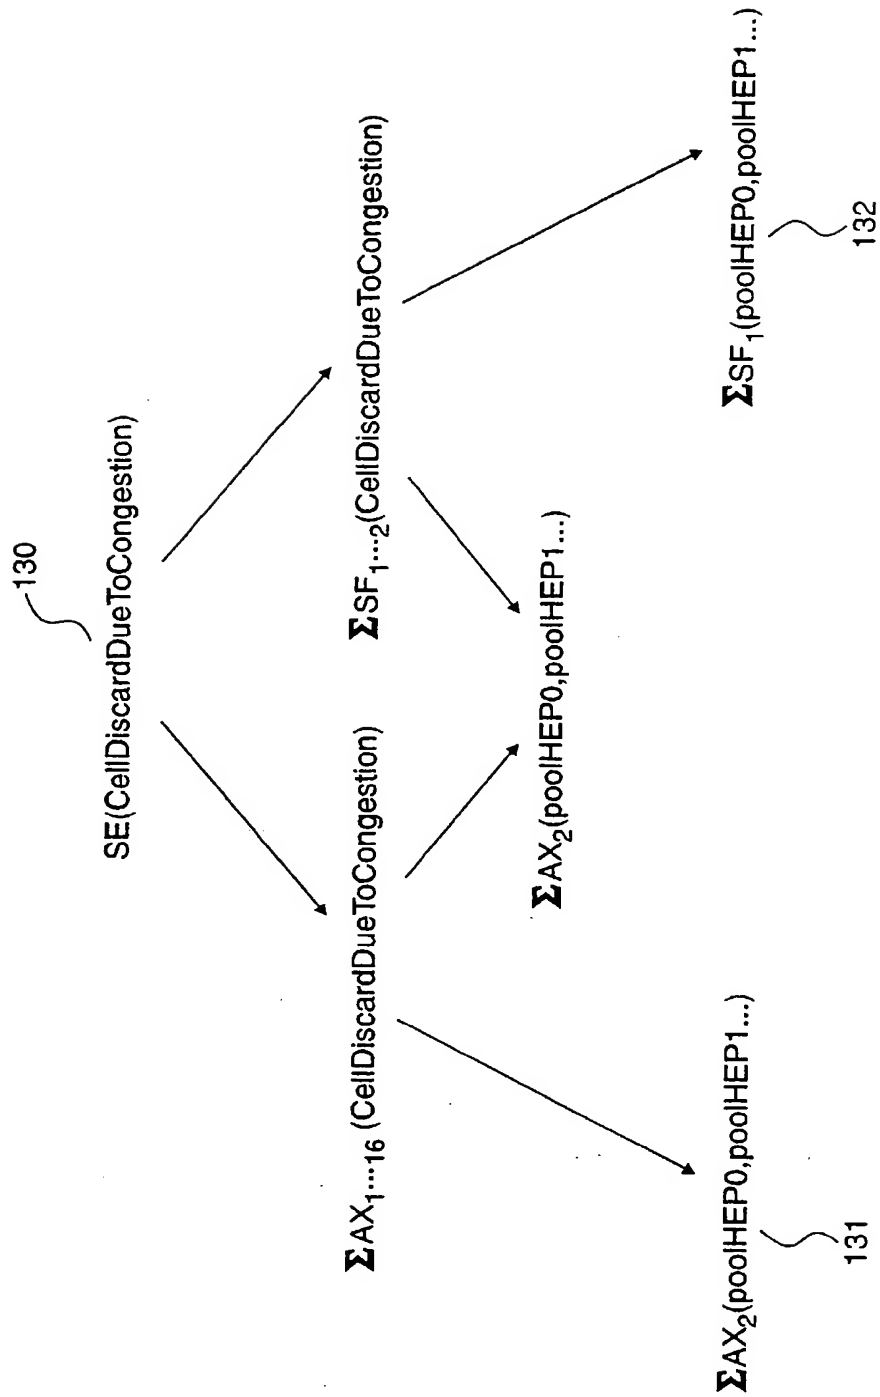 130
SE(CellDiscardDueToCongestion)
ΣAX1...16 (CellDiscardDueToCongestion)
ΣSF1...2(CellDiscardDueToCongestion)
ΣAX2(poolHEP0,poolHEP1...)
ΣAX2(poolHEP0,poolHEP1...)
131
ΣSF1(poolHEP0,poolHEP1...)
132